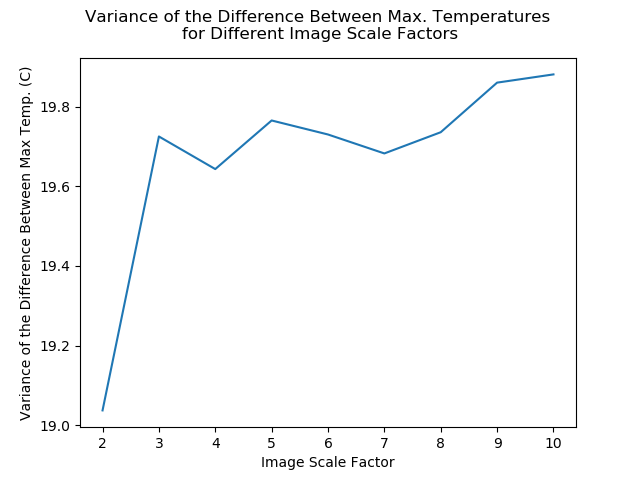 Variance of the Difference Between Max. Temperatures
for Different Image Scale Factors
Variance of the Difference Between Max Temp. (C)
19.8
19.6
19.4
19.2
19.0
2 3 4 5 6 7 8 9 10
Image Scale Factor